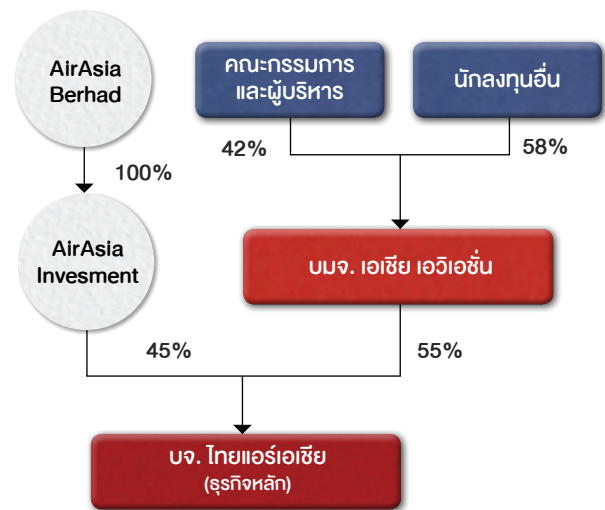 AirAsia
Berhad
คณะกรรมการ
และผู้บริหาร
นักลงทุนอื่น
42%
58%
100%
AirAsia
Invesment
บมจ. เอเชีย เอวิเอชั่น
45%
55%
บจ. ไทยแอร์เอเชีย
(ธุรกิจหลัก)